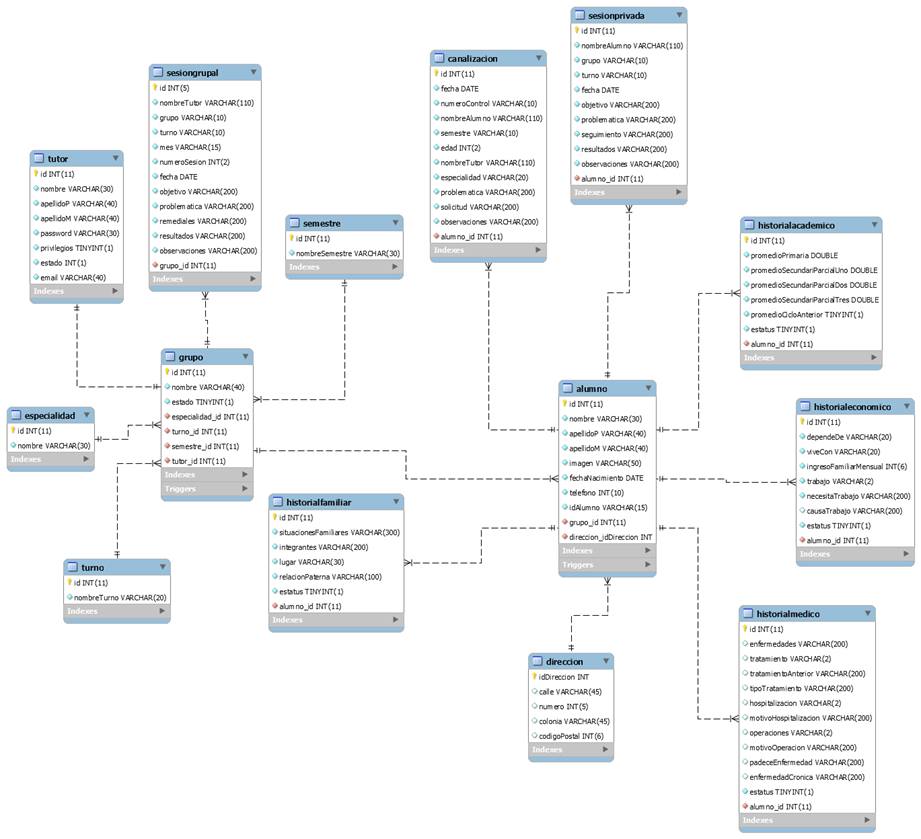 sesionprivada
id INT(11)
nombreAlumno VARCHAR(110)
grupo VARCHAR(10)
turno VARCHAR(10)
fecha DATE
objetivo VARCHAR(200)
problematica VARCHAR(200)
seguimiento VARCHAR(200)
resultados VARCHAR(200)
observaciones VARCHAR(200)
alumno_id INT(11)
Indexes
canalizacion
id INT(11)
fecha DATE
numeroControl VARCHAR(10)
nombreAlumno VARCHAR(110)
semestre VARCHAR(10)
edad INT(2)
nombreTutor VARCHAR(110)
especialidad VARCHAR(20)
problematica VARCHAR(200)
solicitud VARCHAR(200)
observaciones VARCHAR(200)
alumno_id INT(11)
Indexes
sesiongrupal
id INT(5)
nombreTutor VARCHAR(110)
grupo VARCHAR(10)
turno VARCHAR(10)
mes VARCHAR(15)
numeroSesion INT(2)
fecha DATE
objetivo VARCHAR(200)
problematica VARCHAR(200)
remediales VARCHAR(200)
resultados VARCHAR(200)
observaciones VARCHAR(200)
grupo_id INT(11)
Indexes
tutor
id INT(11)
nombre VARCHAR(30)
apellidoP VARCHAR(40)
apellidoM VARCHAR(40)
password VARCHAR(30)
privilegios TINYINT(1)
estado INT(1)
email VARCHAR(40)
Indexes
semestre
id INT(11)
nombreSemestre VARCHAR(30)
Indexes
historialacademico
id INT(11)
promedioPrimaria DOUBLE
promedioSecundariParcialUno DOUBLE
promedioSecundariParcialDos DOUBLE
promedioSecundariParcialTres DOUBLE
promedioCicloAnterior TINYINT(1)
estatus TINYINT(1)
alumno_id INT(11)
Indexes
grupo
id INT(11)
nombre VARCHAR(40)
estado TINYINT(1)
especialidad_id INT(11)
turno_id INT(11)
semestre_id INT(11)
tutor_id INT(11)
Indexes
Triggers
especialidad
id INT(11)
nombre VARCHAR(30)
Indexes
alumno
id INT(11)
nombre VARCHAR(30)
apellidoP VARCHAR(40)
apellidoM VARCHAR(40)
imagen VARCHAR(50)
fechaNacimiento DATE
telefono INT(10)
idAlumno VARCHAR(15)
grupo_id INT(11)
direccion_idDireccion INT
Indexes
Triggers
historialeconomico
id INT(11)
dependeDe VARCHAR(20)
viveCon VARCHAR(20)
ingresoFamiliarMensual INT(6)
trabajo VARCHAR(2)
necesitaTrabajo VARCHAR(200)
causaTrabajo VARCHAR(200)
estatus TINYINT(1)
alumno_id INT(11)
Indexes
historialfamiliar
id INT(11)
situacionesFamiliares VARCHAR(300)
integrantes VARCHAR(200)
lugar VARCHAR(30)
relacionPaterna VARCHAR(100)
estatus TINYINT(1)
alumno_id INT(11)
Indexes
turno
id INT(11)
nombreTurno VARCHAR(20)
Indexes
direccion
idDireccion INT
calle VARCHAR(45)
numero INT(5)
colonia VARCHAR(45)
codigoPostal INT(6)
Indexes
historialmedico
id INT(11)
enfermedades VARCHAR(200)
tratamiento VARCHAR(2)
tratamientoAnterior VARCHAR(200)
tipoTratamiento VARCHAR(200)
hospitalizacion VARCHAR(2)
motivoHospitalizacion VARCHAR(200)
operaciones VARCHAR(2)
motivoOperacion VARCHAR(200)
padeceEnfermedad VARCHAR(200)
enfermedadCronica VARCHAR(200)
estatus TINYINT(1)
alumno_id INT(11)
Indexes